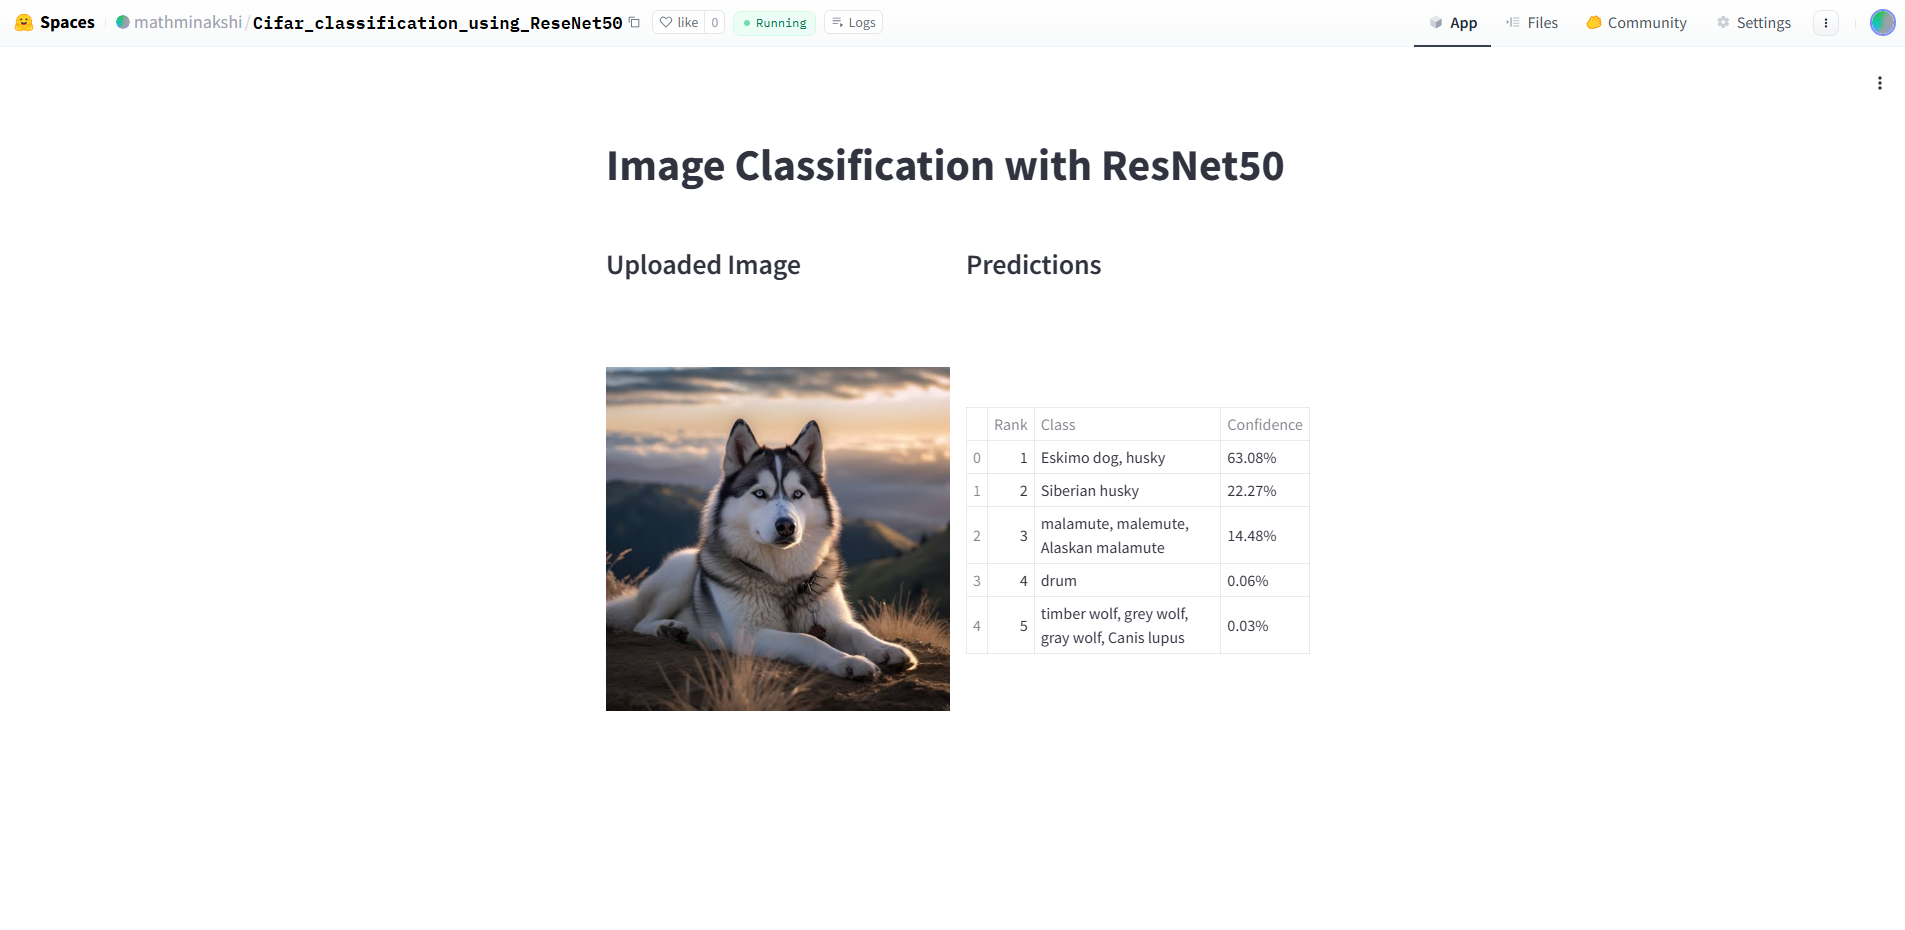 Spaces mathminakshi/Cifar_classification_using_ReseNet50 like 0 Running Logs App Files Community Settings
Image Classification with ResNet50
Uploaded Image
Predictions
Rank Class Confidence
0 1 Eskimo dog, husky 63.08%
1 2 Siberian husky 22.27%
2 3 malamute, malemute, 14.48%
Alaskan malamute
3 4 drum 0.06%
4 5 timber wolf, grey wolf, 0.03%
gray wolf, Canis lupus